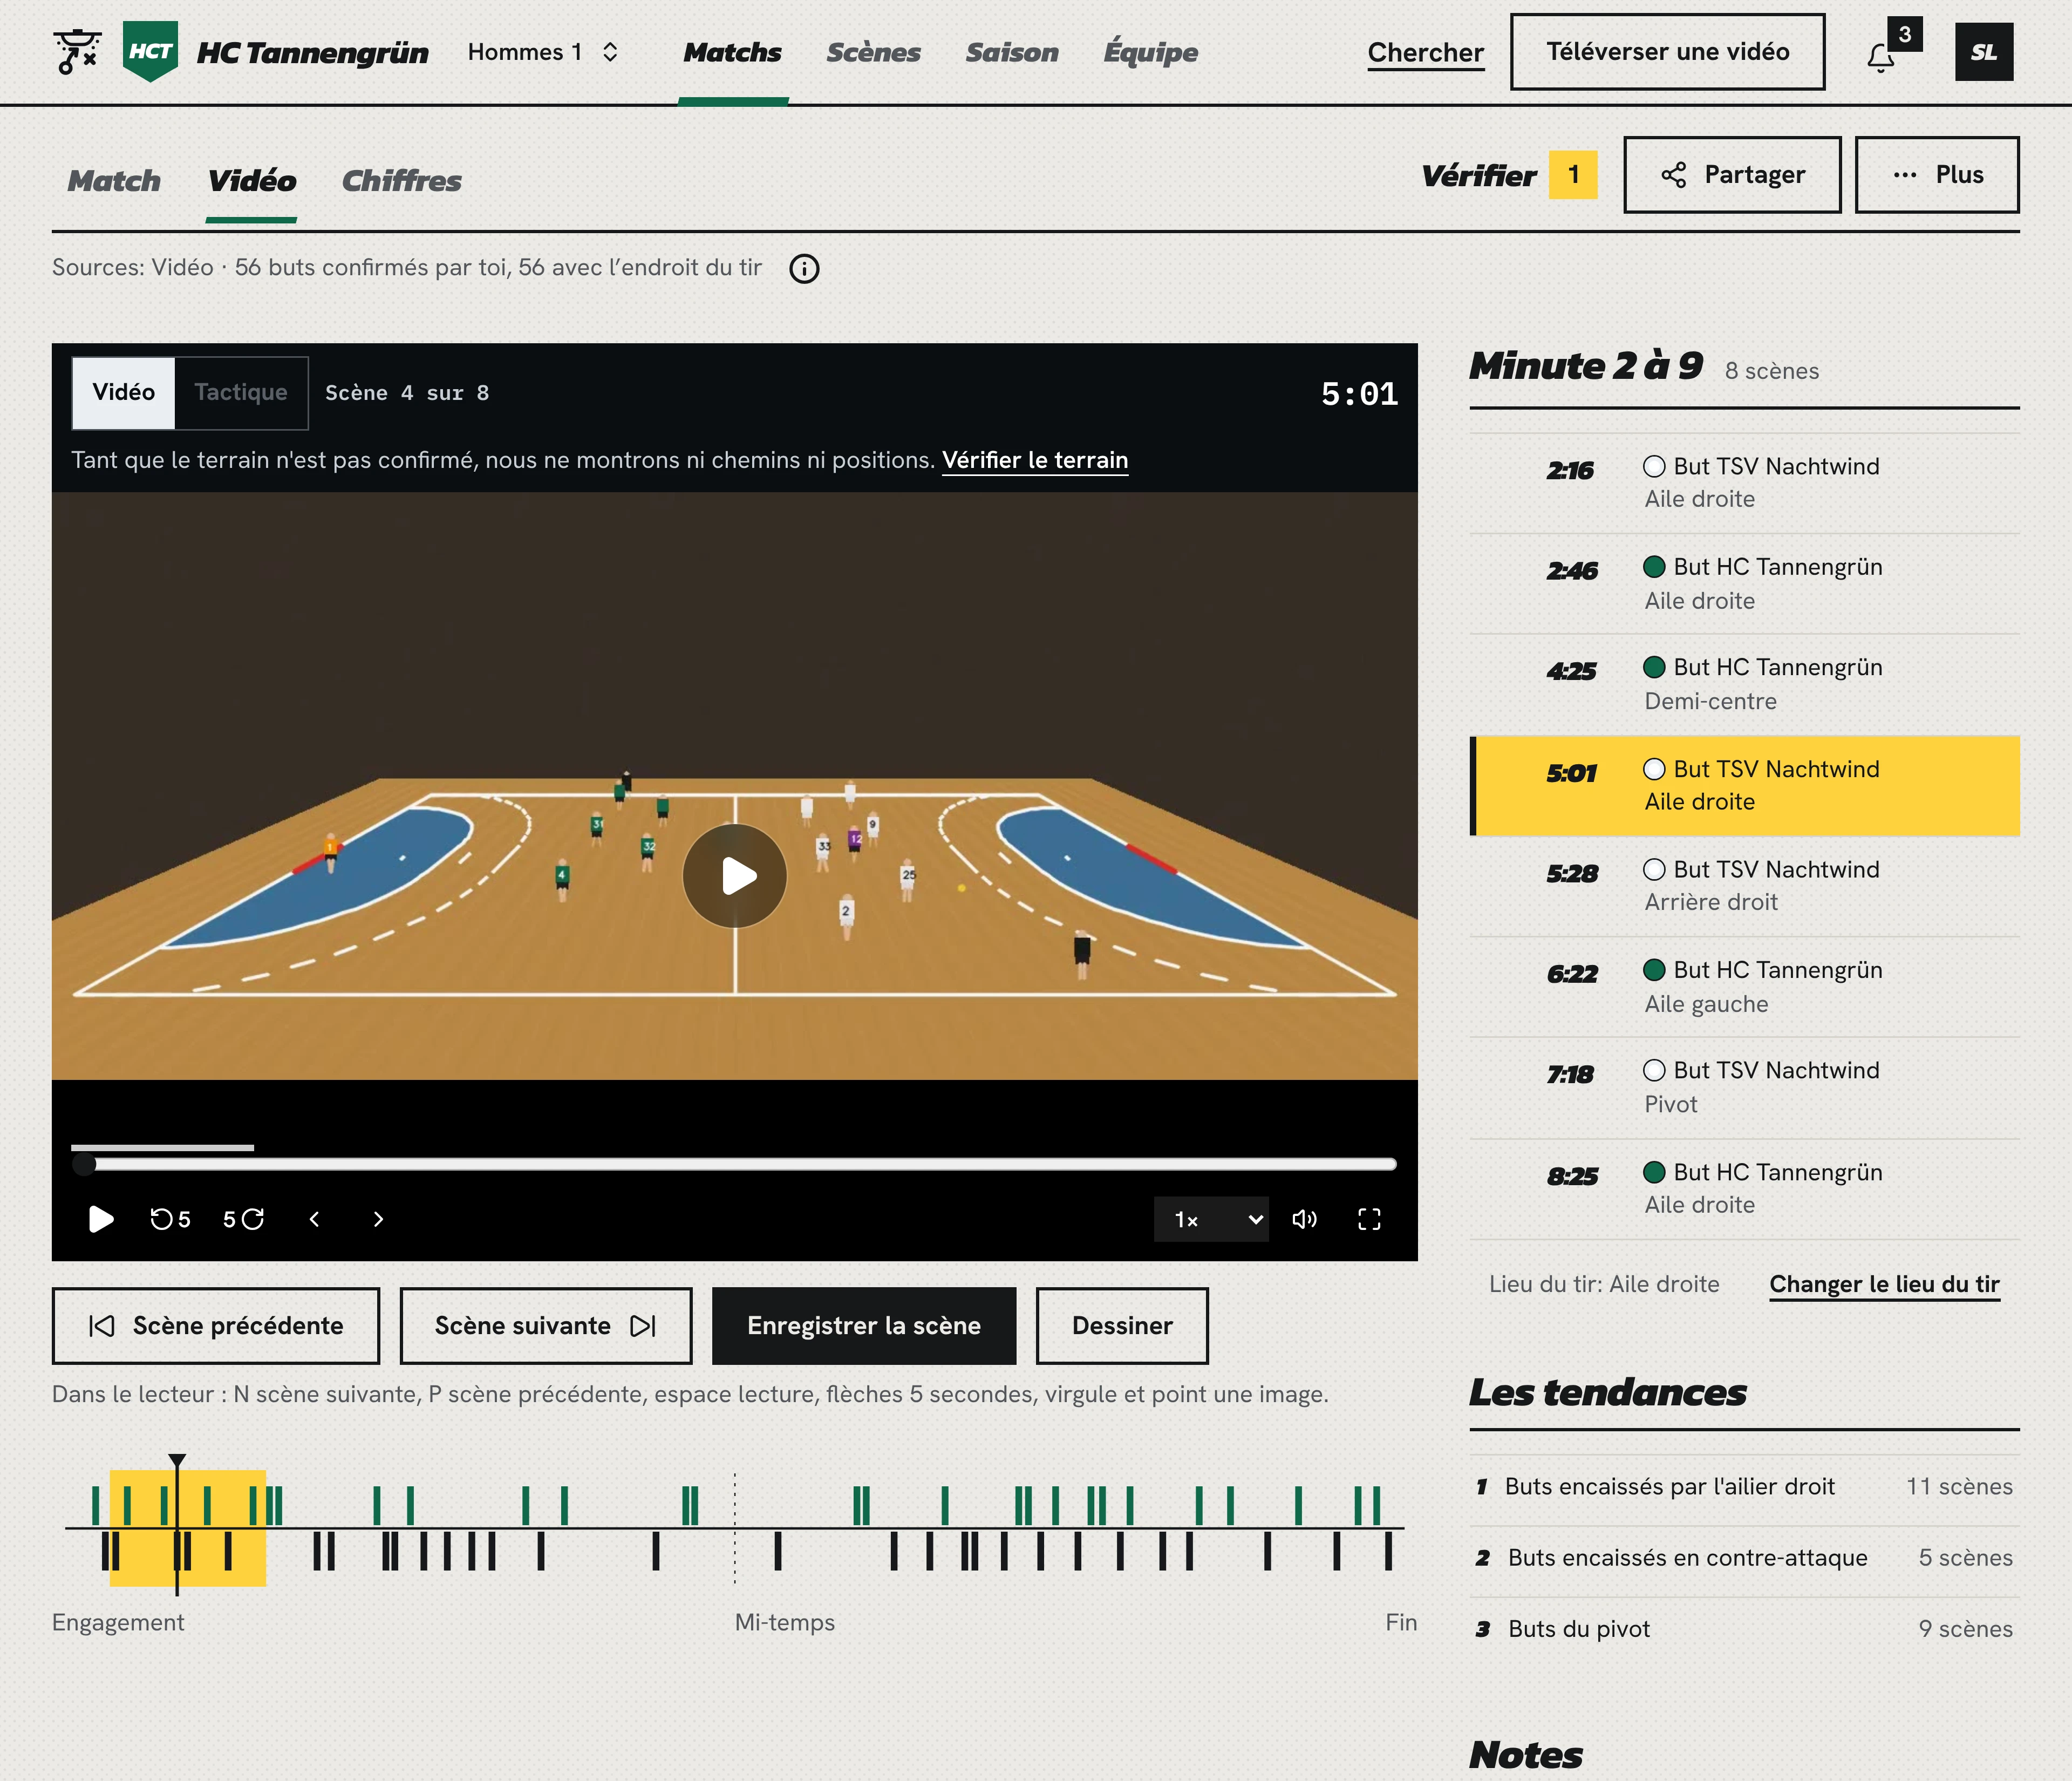 HCT HC Tannengrün Hommes 1 Matchs Scènes Saison Équipe Chercher Téléverser une vidéo 3 SL
Match Vidéo Chiffres Vérifier 1 Partager Plus
Sources: Vidéo · 56 buts confirmés par toi, 56 avec l’endroit du tir
Vidéo Tactique Scène 4 sur 8 5:01
Tant que le terrain n'est pas confirmé, nous ne montrons ni chemins ni positions. Vérifier le terrain
31
9
1
32
33
12
4
25
2
5 5 1×
Scène précédente Scène suivante Enregistrer la scène Dessiner
Dans le lecteur : N scène suivante, P scène précédente, espace lecture, flèches 5 secondes, virgule et point une image.
Engagement Mi-temps Fin
Minute 2 à 9 8 scènes
2:16 But TSV Nachtwind
Aile droite
2:46 But HC Tannengrün
Aile droite
4:25 But HC Tannengrün
Demi-centre
5:01 But TSV Nachtwind
Aile droite
5:28 But TSV Nachtwind
Arrière droit
6:22 But HC Tannengrün
Aile gauche
7:18 But TSV Nachtwind
Pivot
8:25 But HC Tannengrün
Aile droite
Lieu du tir: Aile droite Changer le lieu du tir
Les tendances
1 Buts encaissés par l'ailier droit 11 scènes
2 Buts encaissés en contre-attaque 5 scènes
3 Buts du pivot 9 scènes
Notes